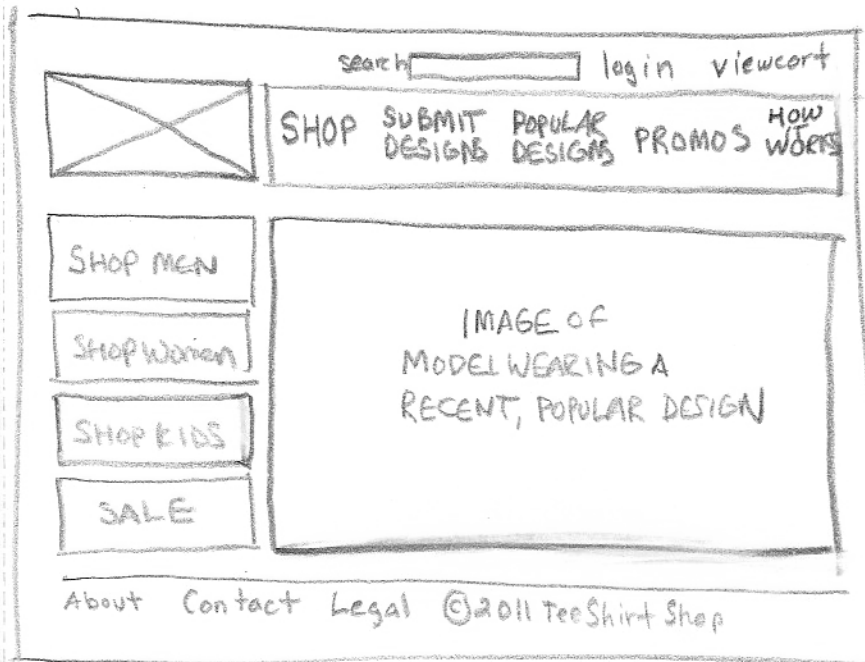 search login viewcart
SHOP SUBMIT DESIGNS POPULAR DESIGNS PROMOS HOW WORKS
SHOP MEN
Shop Women
SHOP KIDS
SALE
IMAGE OF
MODEL WEARING A
RECENT, POPULAR DESIGN
About Contact Legal ©2011 TeeShirt Shop